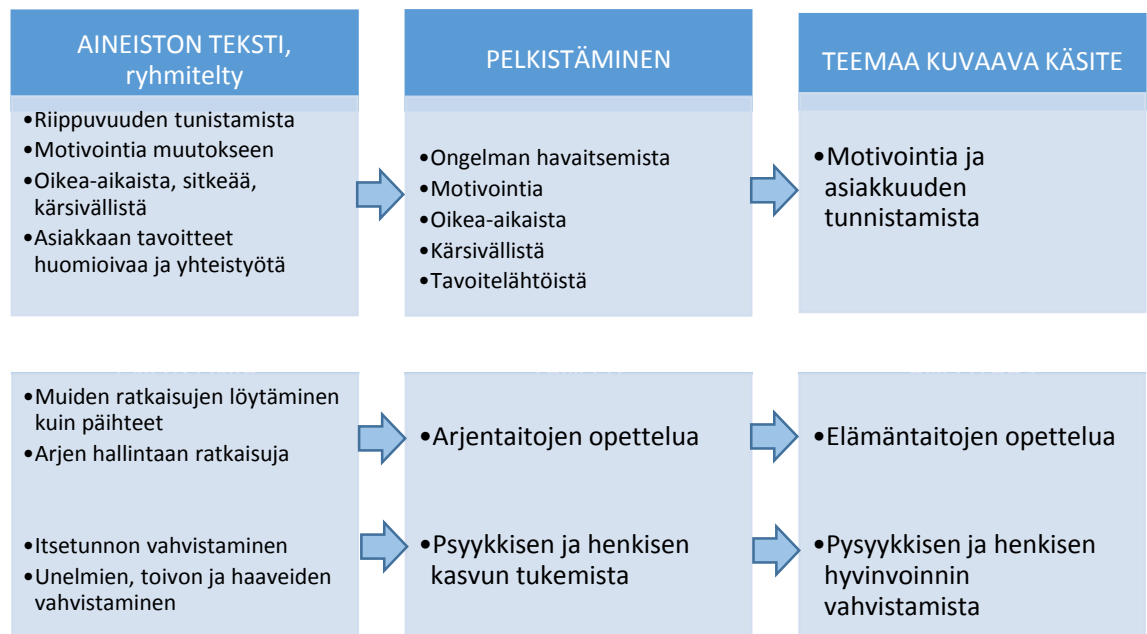 AINEISTON TEKSTI,
ryhmitelty
•Riippuvuuden tunistamista
•Motivointia muutokseen
•Oikea-aikaista, sitkeää,
kärsivällistä
•Asiakkaan tavoitteet
huomioivaa ja yhteistyötä
PELKISTÄMINEN
•Ongelman havaitsemista
•Motivointia
•Oikea-aikaista
•Kärsivällistä
•Tavoitelähtöistä
TEEMAA KUVAAVA KÄSITE
•Motivointia ja
asiakkuuden
tunnistamista
•Muiden ratkaisujen löytäminen
kuin päihteet
•Arjen hallintaan ratkaisuja
•Arjentaitojen opettelua
•Elämäntaitojen opettelua
•Itsetunnon vahvistaminen
•Unelmien, toivon ja haaveiden
vahvistaminen
•Psyykkisen ja henkisen
kasvun tukemista
•Pysyykkisen ja henkisen
hyvinvoinnin
vahvistamista